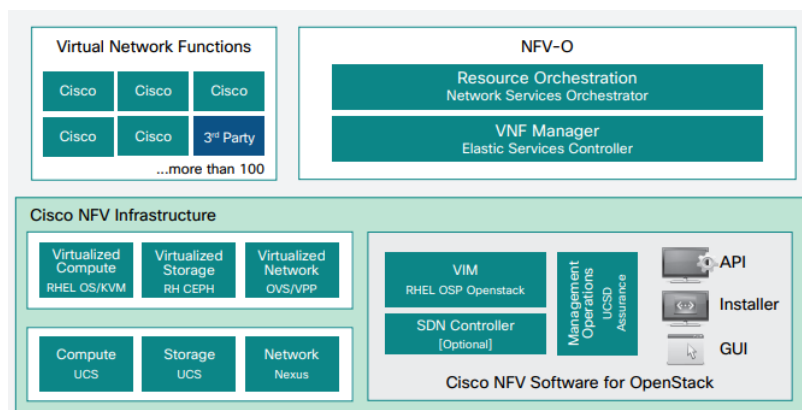 Virtual Network Functions
Cisco
Cisco
Cisco
Cisco
Cisco
3rd Party
...more than 100
NFV-O
Resource Orchestration
Network Services Orchestrator
VNF Manager
Elastic Services Controller
Cisco NFV Infrastructure
Virtualized
Compute
RHEL OS/KVM
Virtualized
Storage
RH CEPH
Virtualized
Network
OVS/VPP
Compute
UCS
Storage
UCS
Network
Nexus
VIM
RHEL OSP Openstack
SDN Controller
[Optional]
Management
Operations
UCSD
Assurance
API
Installer
GUI
Cisco NFV Software for OpenStack